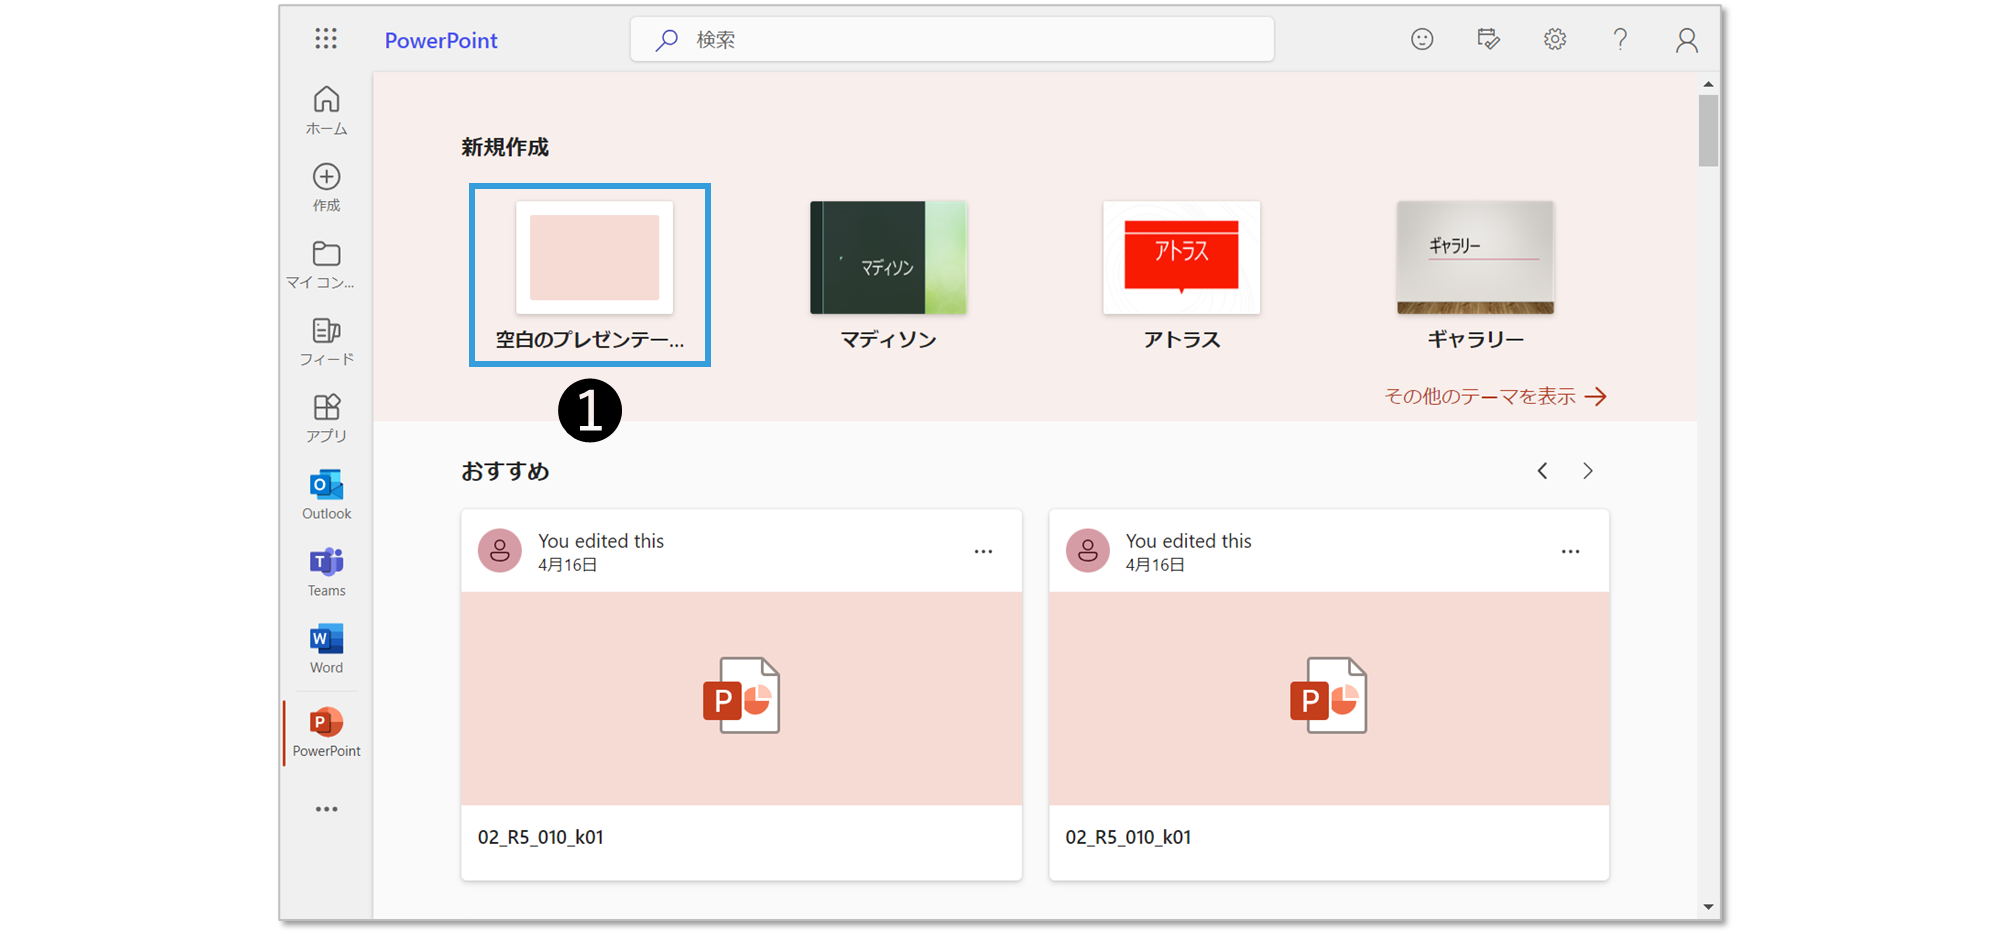 PowerPoint
検索
ホーム
作成
マイ コン...
フィード
アプリ
Outlook
Teams
Word
PowerPoint
新規作成
マディソン
アトラス
ギャラリー
空白のプレゼンテー...
マディソン
アトラス
ギャラリー
1
その他のテーマを表示
おすすめ
You edited this
4月16日
02_R5_010_k01
You edited this
4月16日
02_R5_010_k01